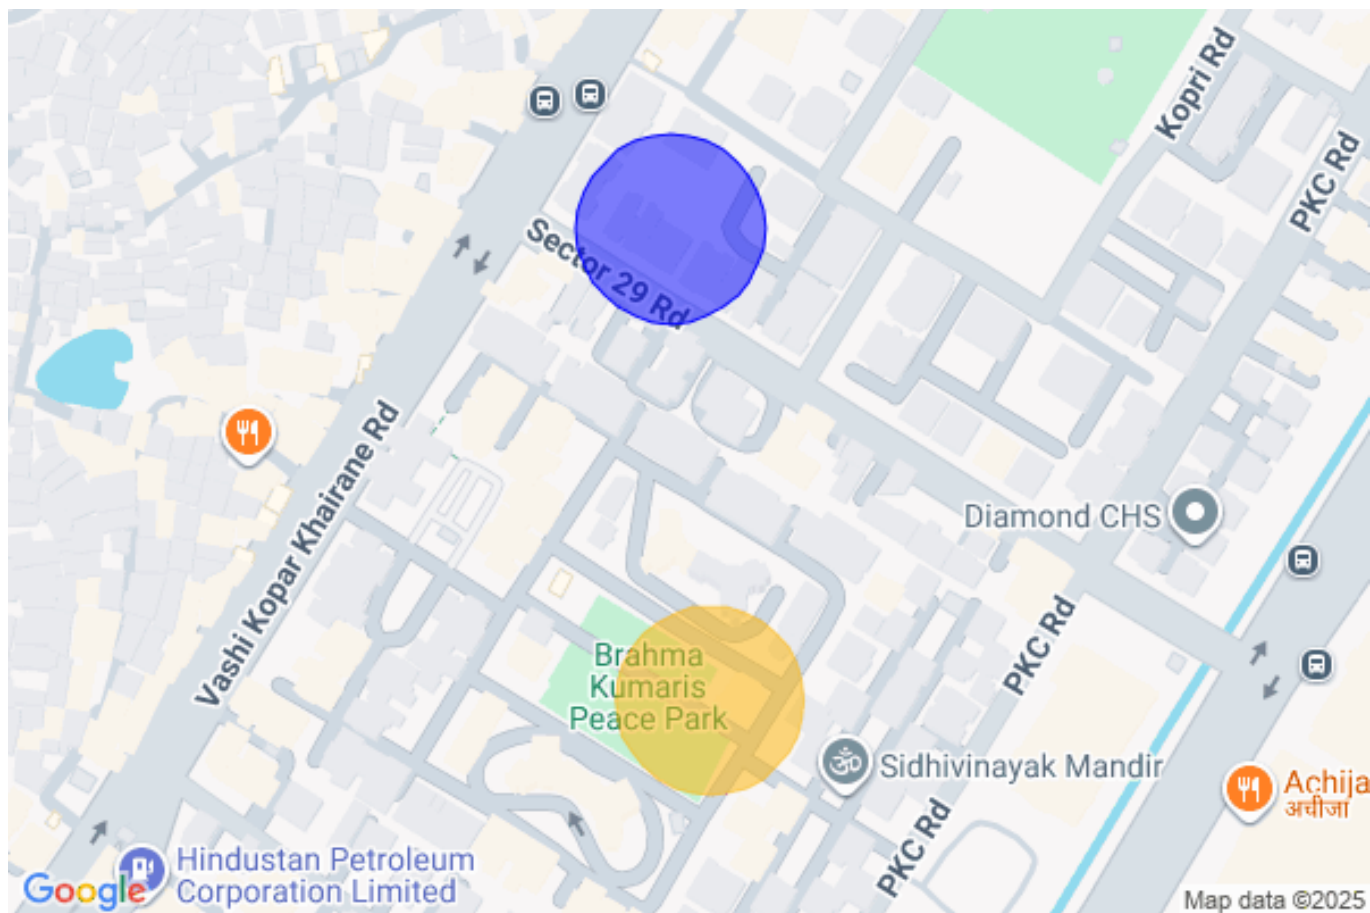 Kopri Rd
PKC Rd
Sector 29 Rd
Vashi Kopar Khairane Rd
Diamond CHS
PKC Rd
Brahma
Kumaris
Peace Park
Sidhivinayak Mandir
Achija
अचीजा
PKC Rd
Hindustan Petroleum
Corporation Limited
Google
Map data ©2025